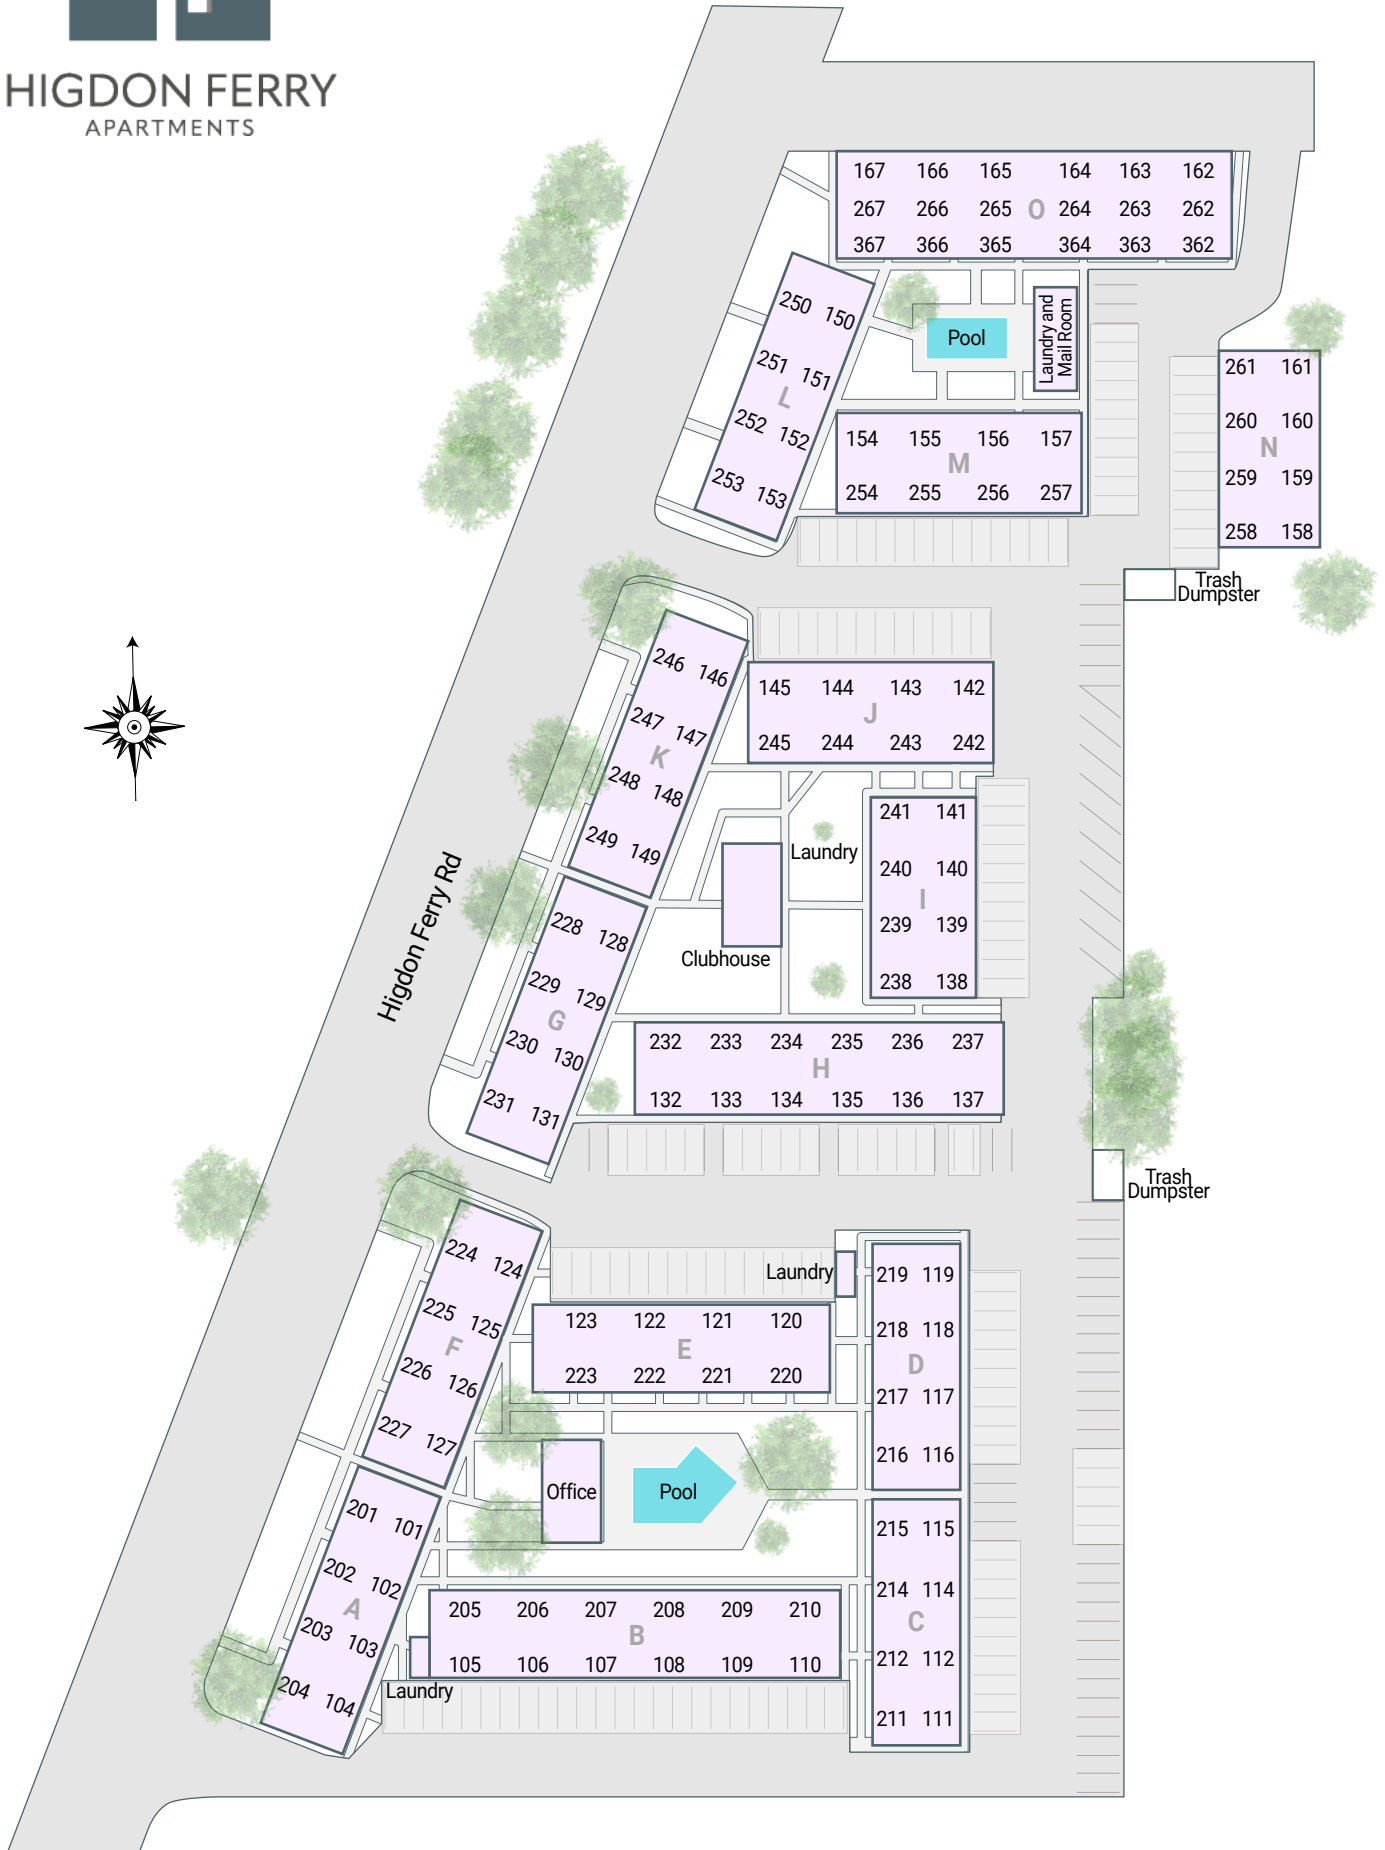 HIGDON FERRY
APARTMENTS
167 166 165 164 163 162
267 266 265 O 264 263 262
367 366 365 364 363 362
250 150
251 151
L
252 152
253 153
Pool
Laundry and
Mail Room
154 155 156 157
M
254 255 256 257
261 161
260 160
N
259 159
258 158
Trash
Dumpster
246 146
247 147
K
248 148
249 149
145 144 143 142
J
245 244 243 242
241 141
240 140
I
239 139
238 138
Laundry
Clubhouse
Higdon Ferry Rd
228 128
229 129
G
230 130
231 131
232 233 234 235 236 237
H
132 133 134 135 136 137
Trash
Dumpster
224 124
225 125
F
226 126
227 127
Laundry
123 122 121 120
E
223 222 221 220
219 119
218 118
D
217 117
216 116
Office
Pool
201 101
202 102
A
203 103
204 104
205 206 207 208 209 210
B
105 106 107 108 109 110
Laundry
215 115
214 114
C
212 112
211 111